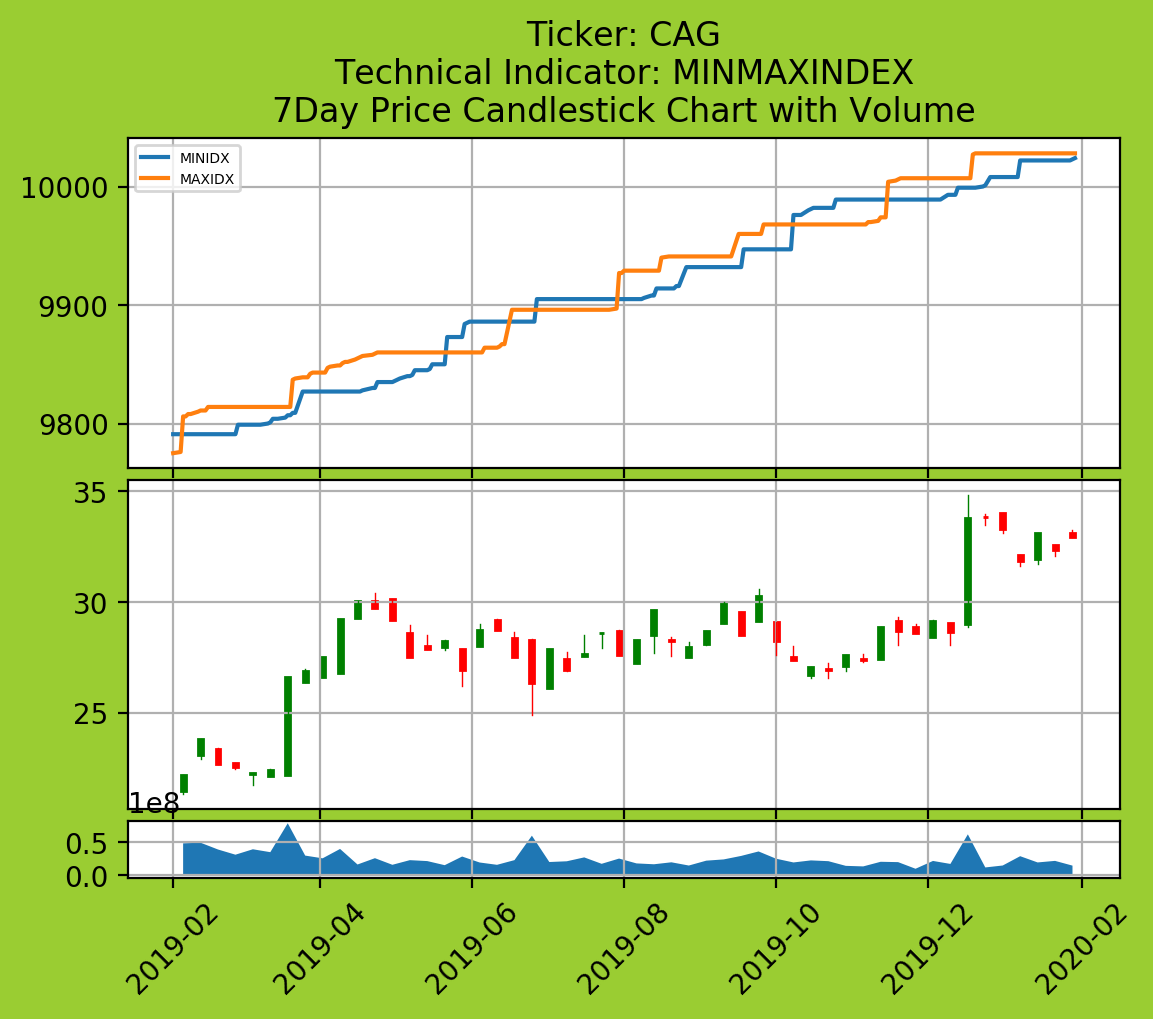 Ticker: CAG
Technical Indicator: MINMAXINDEX
7Day Price Candlestick Chart with Volume
MINIDX
MAXIDX
10000
9900
9800
35
30
25
1e8
0.5
0.0
2019-02
2019-04
2019-06
2019-08
2019-10
2019-12
2020-02